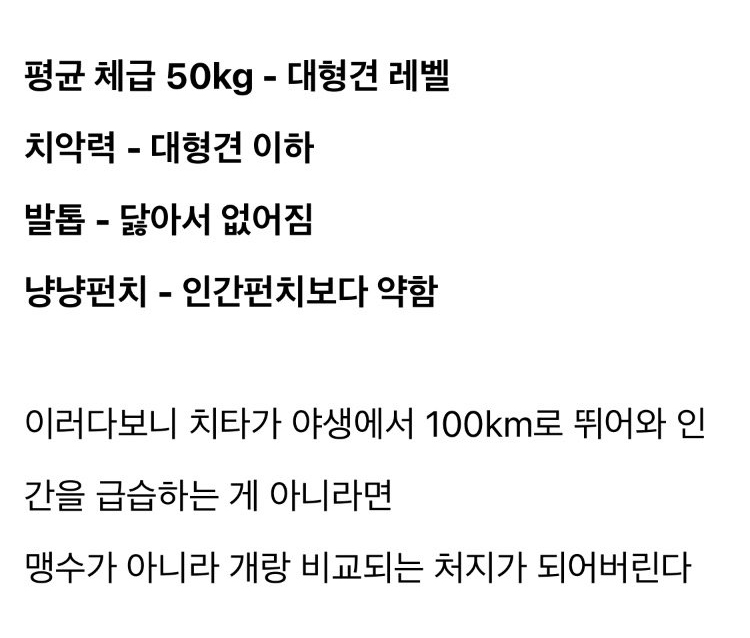 평균 체급 50kg - 대형견 레벨
치악력 - 대형견 이하
발톱 - 닳아서 없어짐
냥냥펀치 - 인간펀치보다 약함
이러다보니 치타가 야생에서 100km로 뛰어와 인
간을 급습하는 게 아니라면
맹수가 아니라 개랑 비교되는 처지가 되어버린다